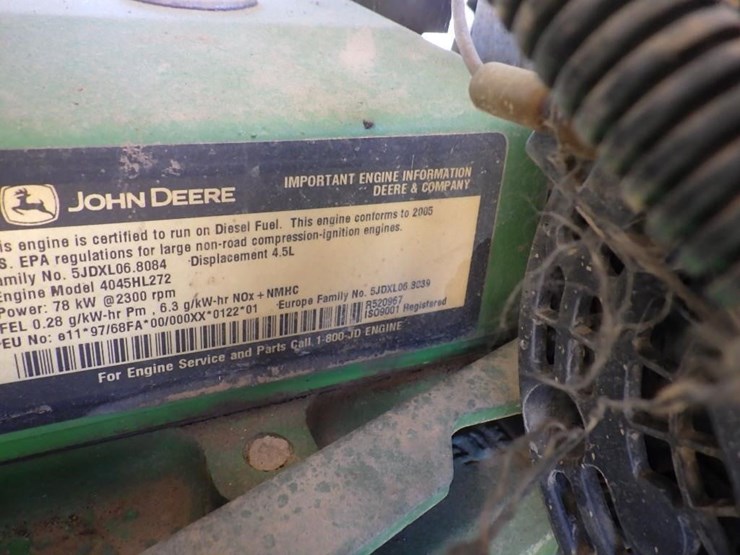 JOHN DEERE
IMPORTANT ENGINE INFORMATION
DEERE & COMPANY
is engine is certified to run on Diesel Fuel. This engine conforms to 2005
S. EPA regulations for large non-road compression-ignition engines.
mily No. 5JDXL06.8084 Displacement 4.5L
Engine Model 4045HL272
Power: 78 kW @2300 rpm
FEL 0.28 g/kW-hr Pm , 6.3 g/kW-hr NOx + NMHC
EU No: e11*97/68FA*00/000XX*0122*01 Europe Family No. 5JDXL06.8039
R520967
ISO9001 Registered
For Engine Service and Parts Call 1-800-JD ENGINE